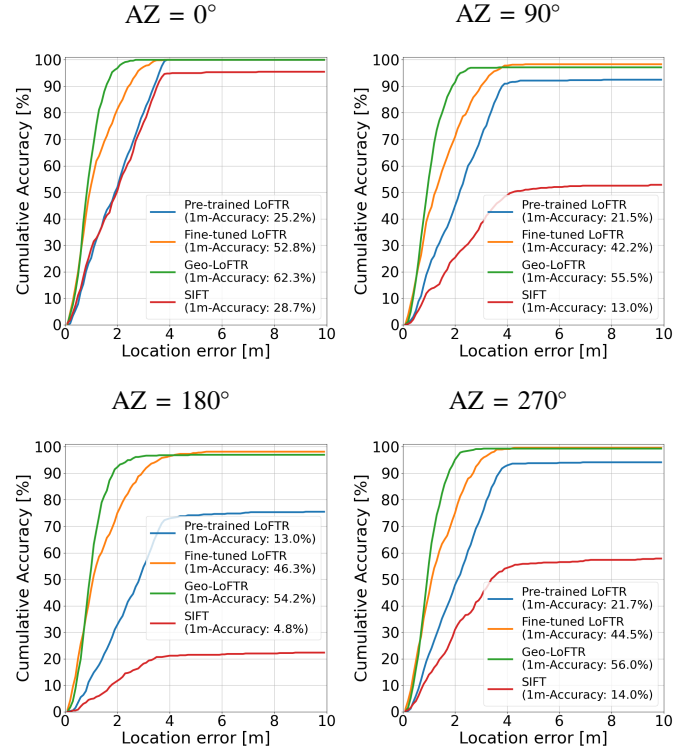 AZ = 0°
Cumulative Accuracy [%]
100
90
80
70
60
50
40
30
20
10
0
Pre-trained LoFTR
(1m-Accuracy: 25.2%)
Fine-tuned LoFTR
(1m-Accuracy: 52.8%)
Geo-LoFTR
(1m-Accuracy: 62.3%)
SIFT
(1m-Accuracy: 28.7%)
0 2 4 6 8 10
Location error [m]
AZ = 90°
Cumulative Accuracy [%]
100
90
80
70
60
50
40
30
20
10
0
Pre-trained LoFTR
(1m-Accuracy: 21.5%)
Fine-tuned LoFTR
(1m-Accuracy: 42.2%)
Geo-LoFTR
(1m-Accuracy: 55.5%)
SIFT
(1m-Accuracy: 13.0%)
0 2 4 6 8 10
Location error [m]
AZ = 180°
Cumulative Accuracy [%]
100
90
80
70
60
50
40
30
20
10
0
Pre-trained LoFTR
(1m-Accuracy: 13.0%)
Fine-tuned LoFTR
(1m-Accuracy: 46.3%)
Geo-LoFTR
(1m-Accuracy: 54.2%)
SIFT
(1m-Accuracy: 4.8%)
0 2 4 6 8 10
Location error [m]
AZ = 270°
Cumulative Accuracy [%]
100
90
80
70
60
50
40
30
20
10
0
Pre-trained LoFTR
(1m-Accuracy: 21.7%)
Fine-tuned LoFTR
(1m-Accuracy: 44.5%)
Geo-LoFTR
(1m-Accuracy: 56.0%)
SIFT
(1m-Accuracy: 14.0%)
0 2 4 6 8 10
Location error [m]